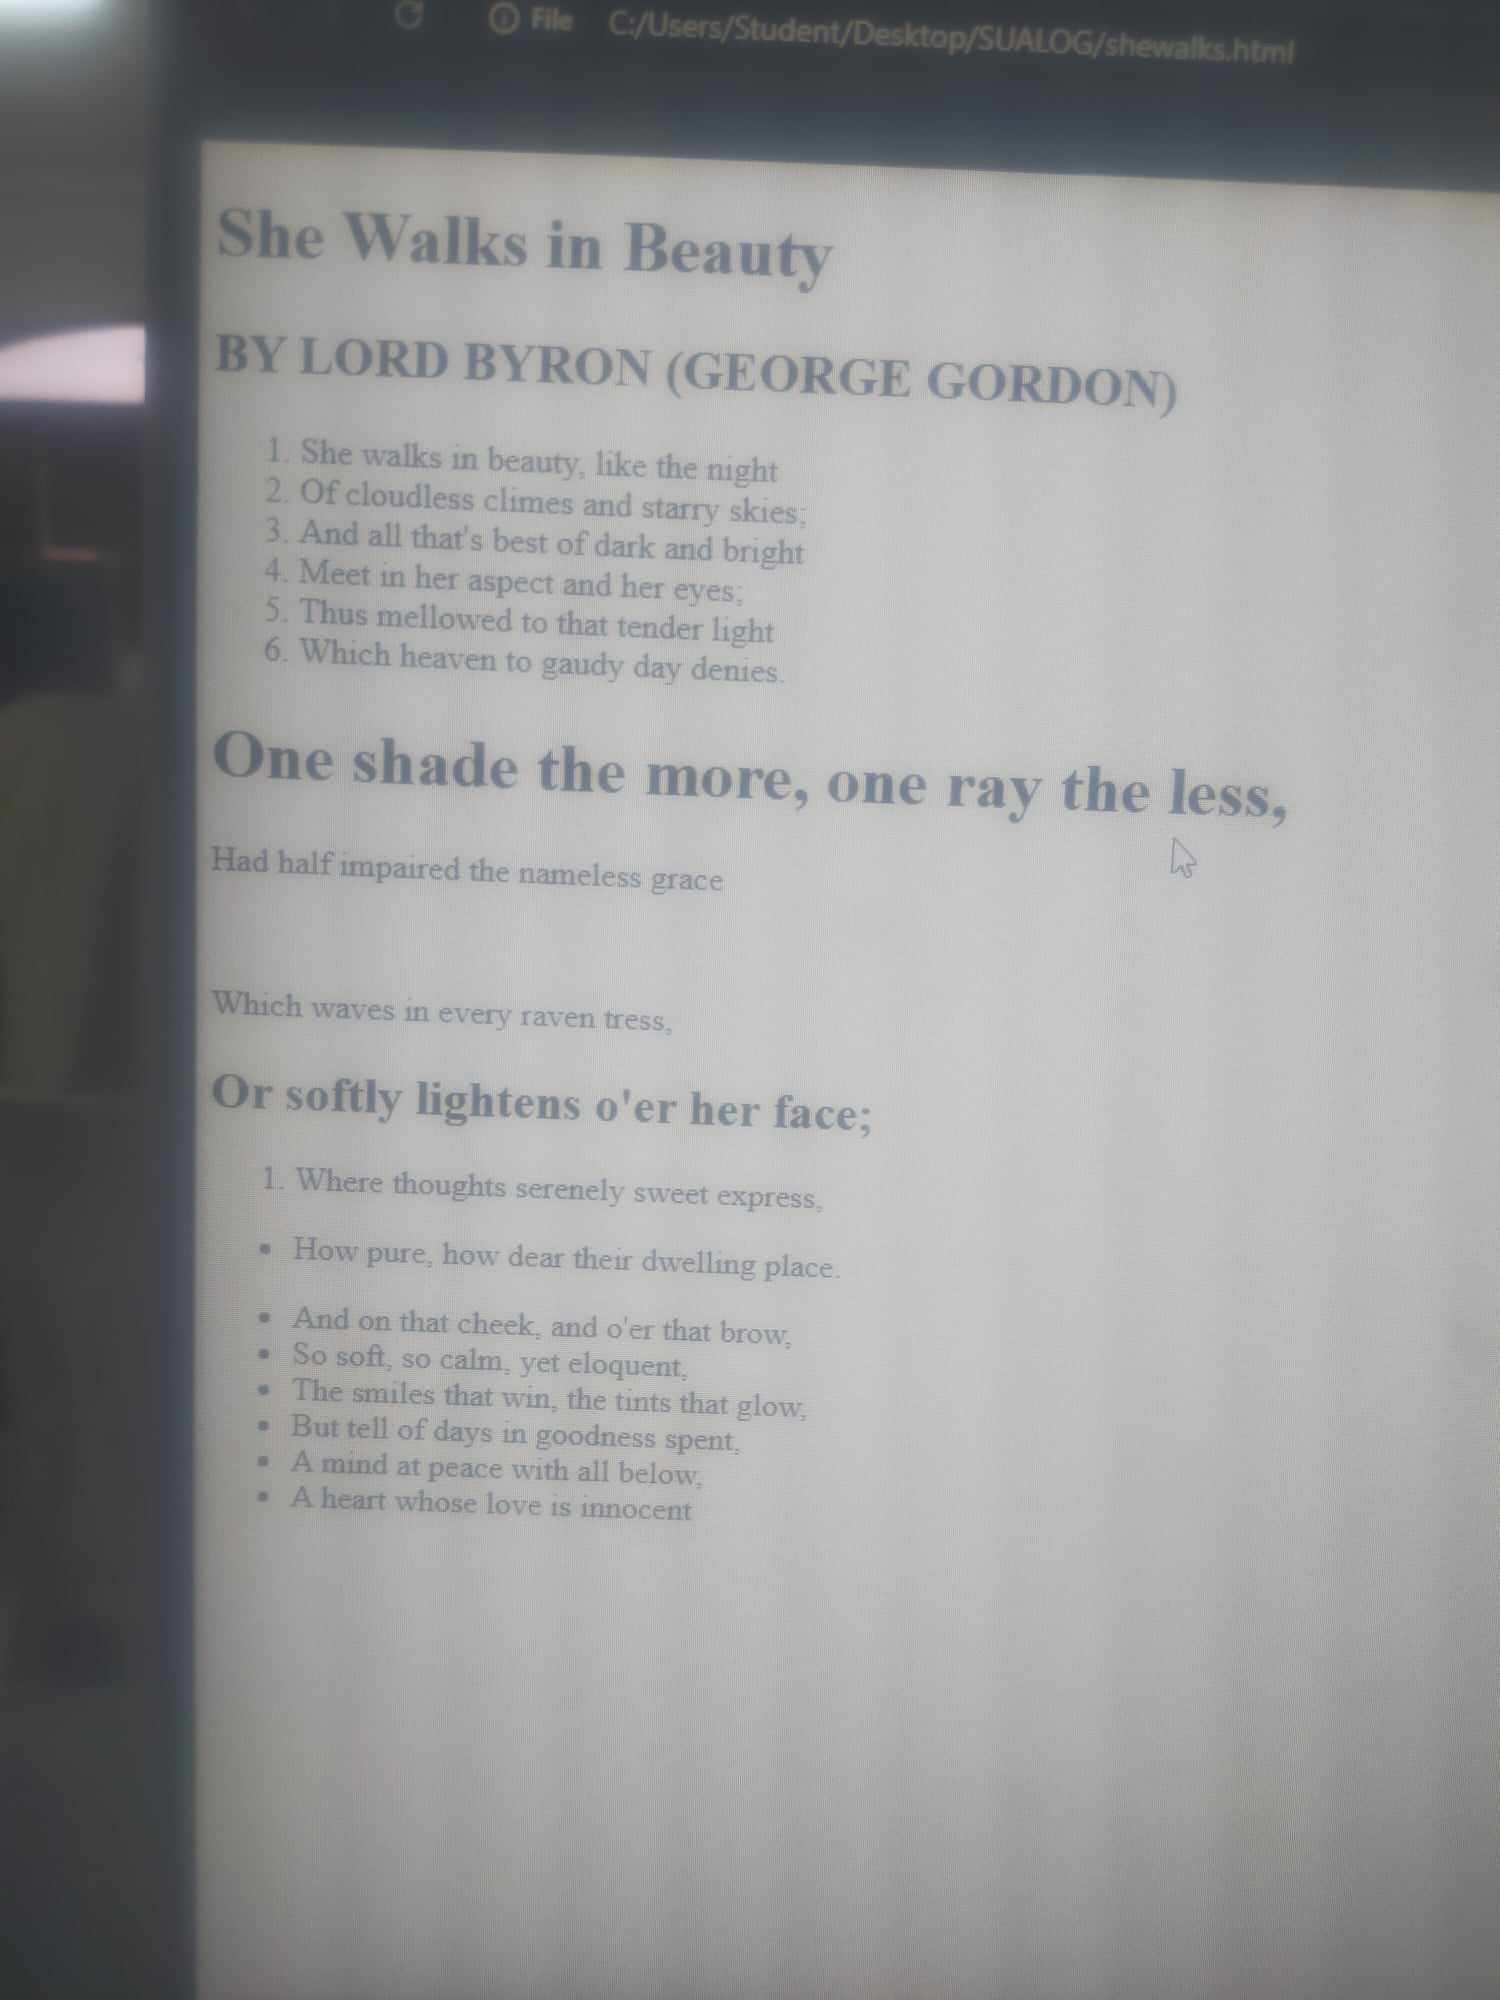 File C:/Users/Student/Desktop/SUALOG/shewalks.html
She Walks in Beauty
BY LORD BYRON (GEORGE GORDON)
1. She walks in beauty, like the night
2. Of cloudless climes and starry skies;
3. And all that's best of dark and bright
4. Meet in her aspect and her eyes;
5. Thus mellowed to that tender light
6. Which heaven to gaudy day denies.
One shade the more, one ray the less,
Had half impaired the nameless grace
Which waves in every raven tress,
Or softly lightens o'er her face;
1. Where thoughts serenely sweet express,
• How pure, how dear their dwelling place.
• And on that cheek, and o'er that brow,
• So soft, so calm, yet eloquent,
• The smiles that win, the tints that glow,
• But tell of days in goodness spent,
• A mind at peace with all below,
• A heart whose love is innocent